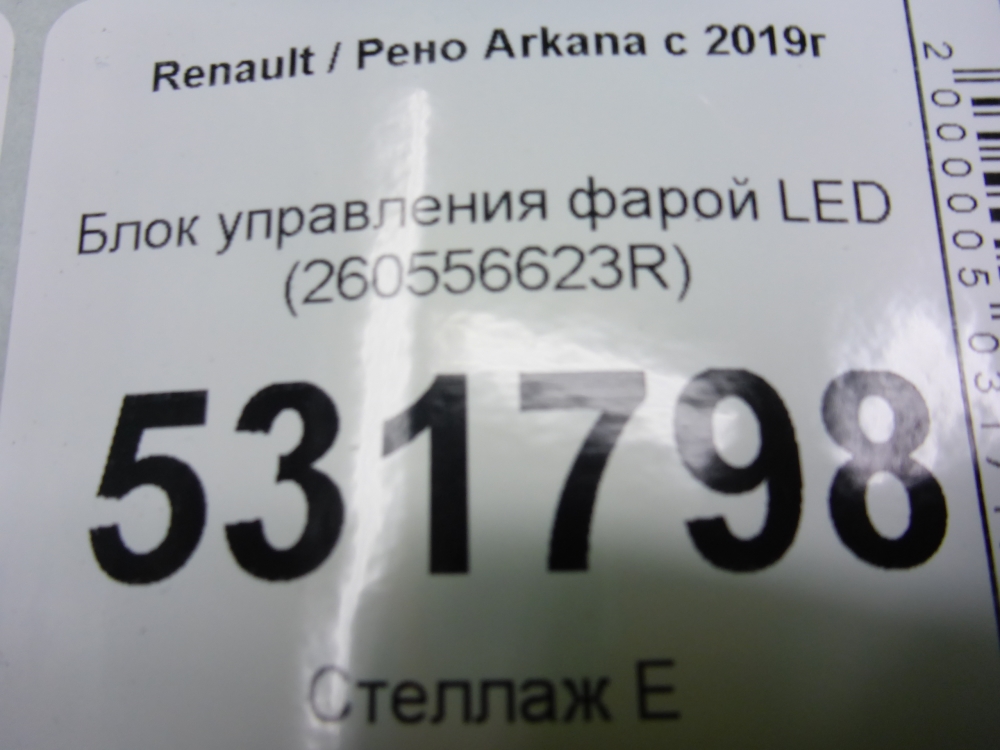 Renault / Рено Arkana с 2019г
Блок управления фарой LED
(260556623R)
531798
Стеллаж Е